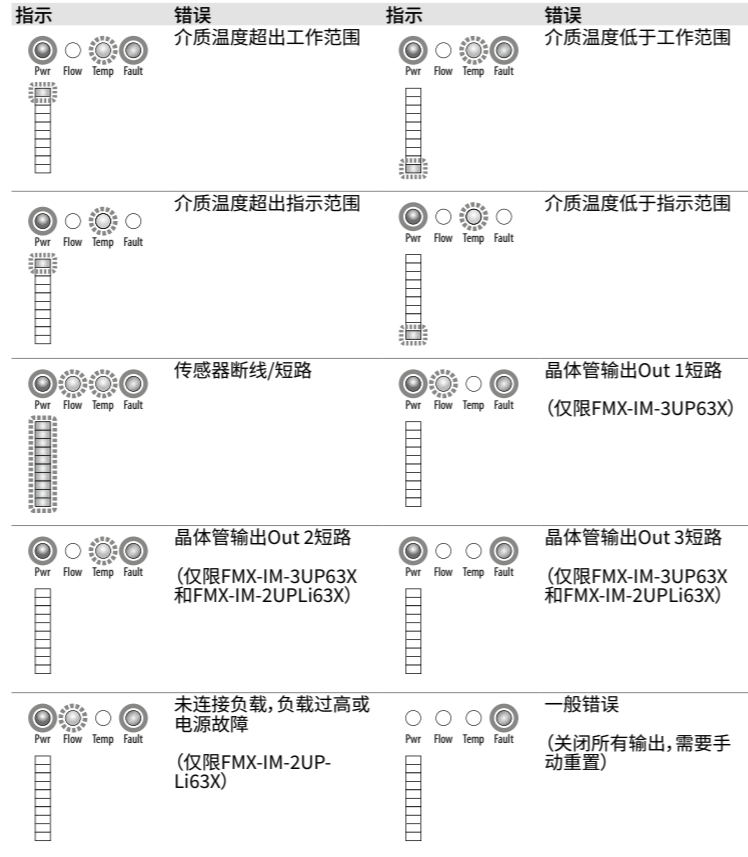 指示 错误 指示 错误
介质温度超出工作范围
Pwr Flow Temp Fault
介质温度低于工作范围
Pwr Flow Temp Fault
介质温度超出指示范围
Pwr Flow Temp Fault
介质温度低于指示范围
Pwr Flow Temp Fault
传感器断线/短路
Pwr Flow Temp Fault
晶体管输出Out 1短路
(仅限FMX-IM-3UP63X)
Pwr Flow Temp Fault
晶体管输出Out 2短路
(仅限FMX-IM-3UP63X
和FMX-IM-2UPLi63X)
Pwr Flow Temp Fault
晶体管输出Out 3短路
(仅限FMX-IM-3UP63X
和FMX-IM-2UPLi63X)
Pwr Flow Temp Fault
未连接负载,负载过高或
电源故障
(仅限FMX-IM-2UP-
Li63X)
Pwr Flow Temp Fault
一般错误
(关闭所有输出,需要手
动重置)
Pwr Flow Temp Fault